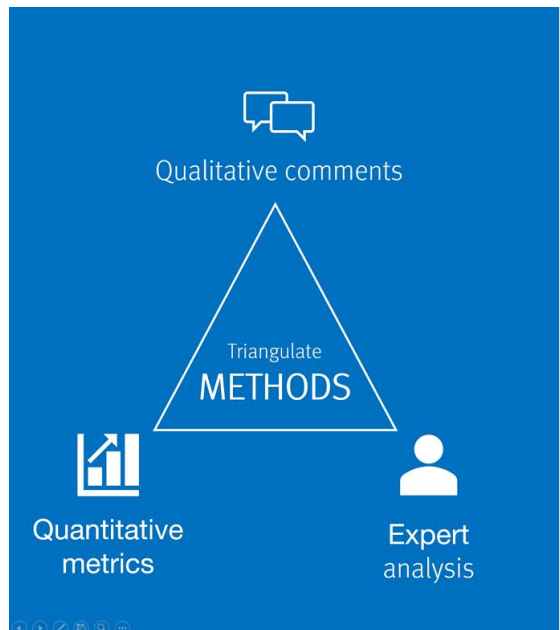 Qualitative comments
Triangulate
METHODS
Quantitative
metrics
Expert
analysis